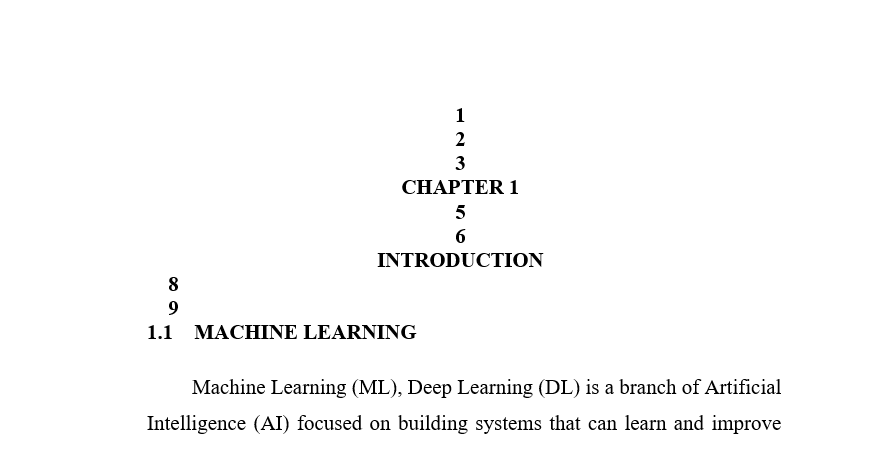 1
2
3
CHAPTER 1
5
6
INTRODUCTION
8
9
1.1 MACHINE LEARNING
Machine Learning (ML), Deep Learning (DL) is a branch of Artificial
Intelligence (AI) focused on building systems that can learn and improve